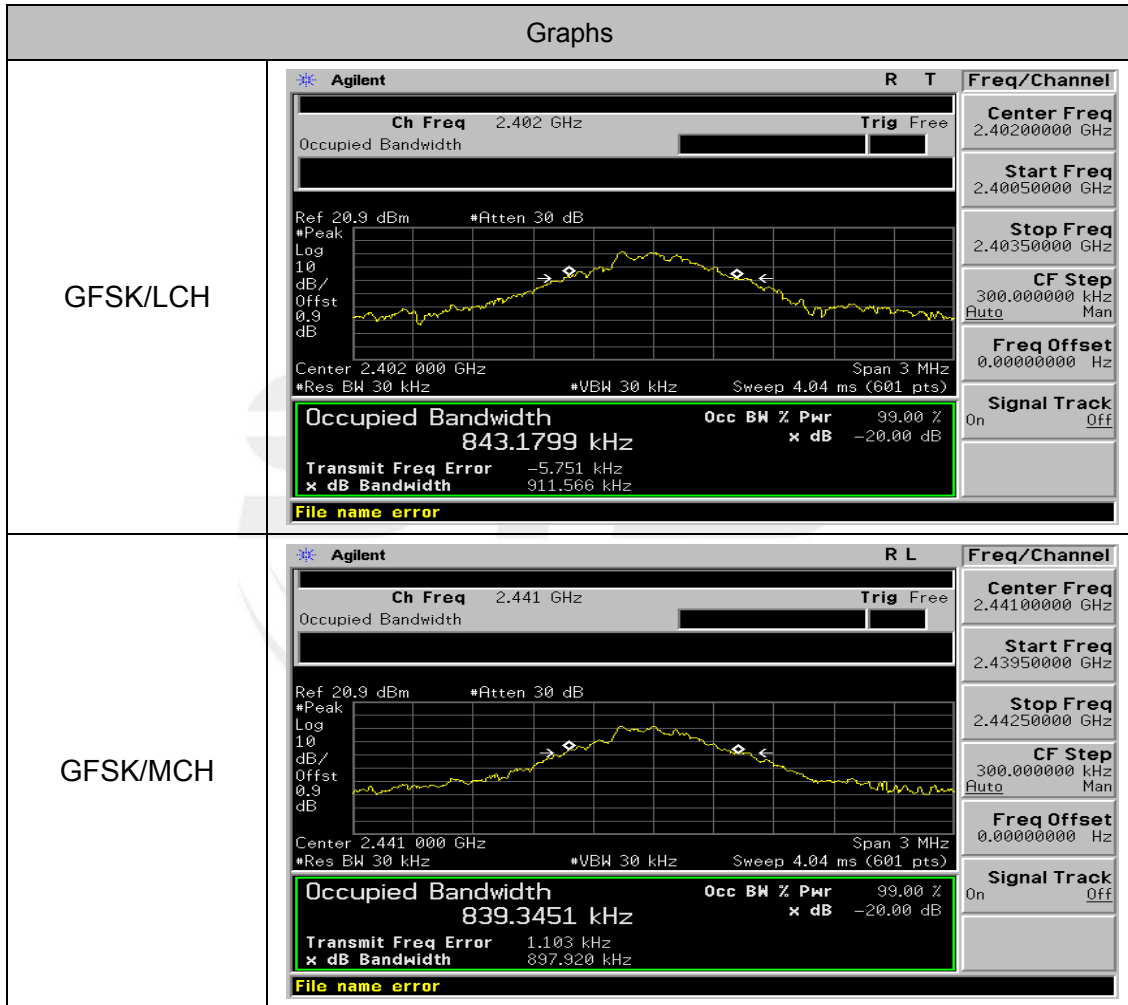 Graphs
GFSK/LCH
Agilent R T
Freq/Channel
Ch Freq 2.402 GHz Trig Free
Occupied Bandwidth
Center Freq
2.40200000 GHz
Start Freq
2.40050000 GHz
Stop Freq
2.40350000 GHz
CF Step
300.000000 kHz
Auto Man
Freq Offset
0.00000000 Hz
Signal Track
On Off
Ref 20.9 dBm #Atten 30 dB
#Peak
Log
10
dB/
Offst
0.9
dB
Center 2.402 000 GHz Span 3 MHz
#Res BW 30 kHz #VBW 30 kHz Sweep 4.04 ms (601 pts)
Occupied Bandwidth Occ BW % Pwr 99.00 %
843.1799 kHz x dB -20.00 dB
Transmit Freq Error -5.751 kHz
x dB Bandwidth 911.566 kHz
File name error
GFSK/MCH
Agilent R L
Freq/Channel
Ch Freq 2.441 GHz Trig Free
Occupied Bandwidth
Center Freq
2.44100000 GHz
Start Freq
2.43950000 GHz
Stop Freq
2.44250000 GHz
CF Step
300.000000 kHz
Auto Man
Freq Offset
0.00000000 Hz
Signal Track
On Off
Ref 20.9 dBm #Atten 30 dB
#Peak
Log
10
dB/
Offst
0.9
dB
Center 2.441 000 GHz Span 3 MHz
#Res BW 30 kHz #VBW 30 kHz Sweep 4.04 ms (601 pts)
Occupied Bandwidth Occ BW % Pwr 99.00 %
839.3451 kHz x dB -20.00 dB
Transmit Freq Error 1.103 kHz
x dB Bandwidth 897.920 kHz
File name error